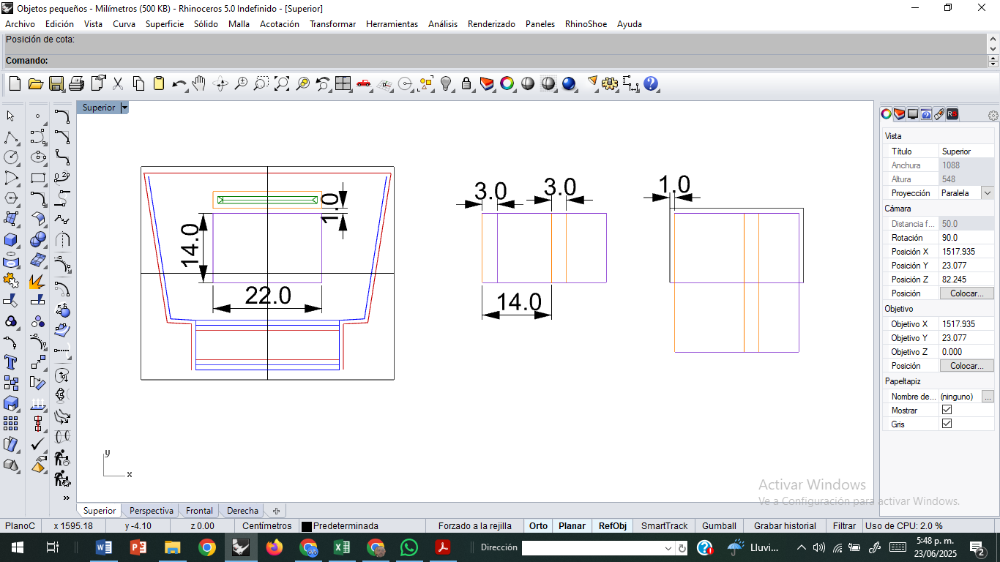 Objetos pequeños - Milímetros (500 KB) - Rhinoceros 5.0 Indefinido - [Superior]
Archivo Edición Vista Curva Superficie Sólido Malla Acotación Transformar Herramientas Análisis Renderizado Paneles RhinoShoe Ayuda
Posición de cota:
Comando:
Superior
3.0 3.0 1.0
1.0
14.0
22.0
14.0
y
x
Vista
Título Superior
Anchura 1088
Altura 548
Proyección Paralela
Cámara
Distancia f... 50.0
Rotación 90.0
Posición X 1517.935
Posición Y 23.077
Posición Z 82.245
Posición Colocar...
Objetivo
Objetivo X 1517.935
Objetivo Y 23.077
Objetivo Z 0.000
Posición Colocar...
Papeltapiz
Nombre de... (ninguno) ...
Mostrar
Gris
Activar Windows
Ve a Configuración para activar Windows.
Superior Perspectiva Frontal Derecha
PlanoC x 1595.18 y -4.10 z 0.00 Centímetros Predeterminada Forzado a la rejilla Orto Planar RefObj SmartTrack Gumball Grabar historial Filtrar Uso de CPU: 2.0 %
Dirección Lluvi... 5:48 p. m.
23/06/2025
2